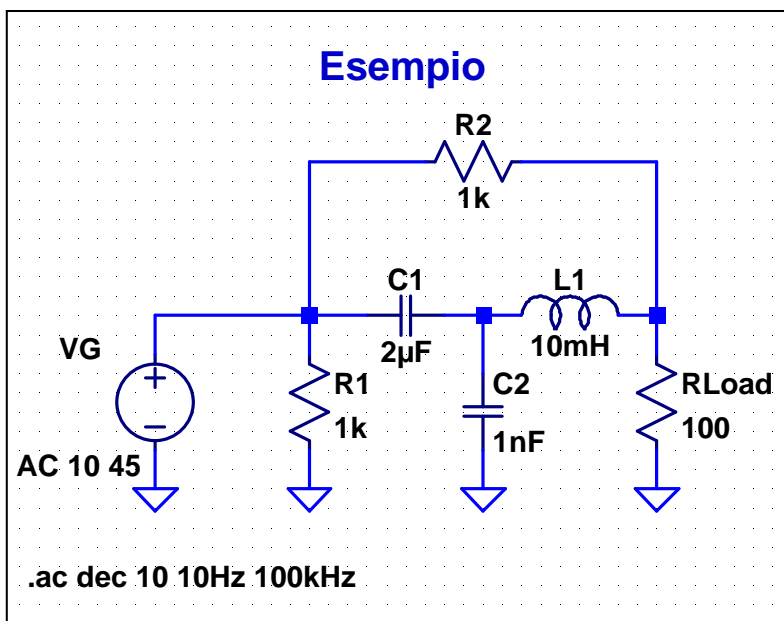 Esempio
R2
1k
C1
L1
2µF
10mH
VG
+
R1
C2
RLoad
1k
1nF
100
−
AC 10 45
.ac dec 10 10Hz 100kHz